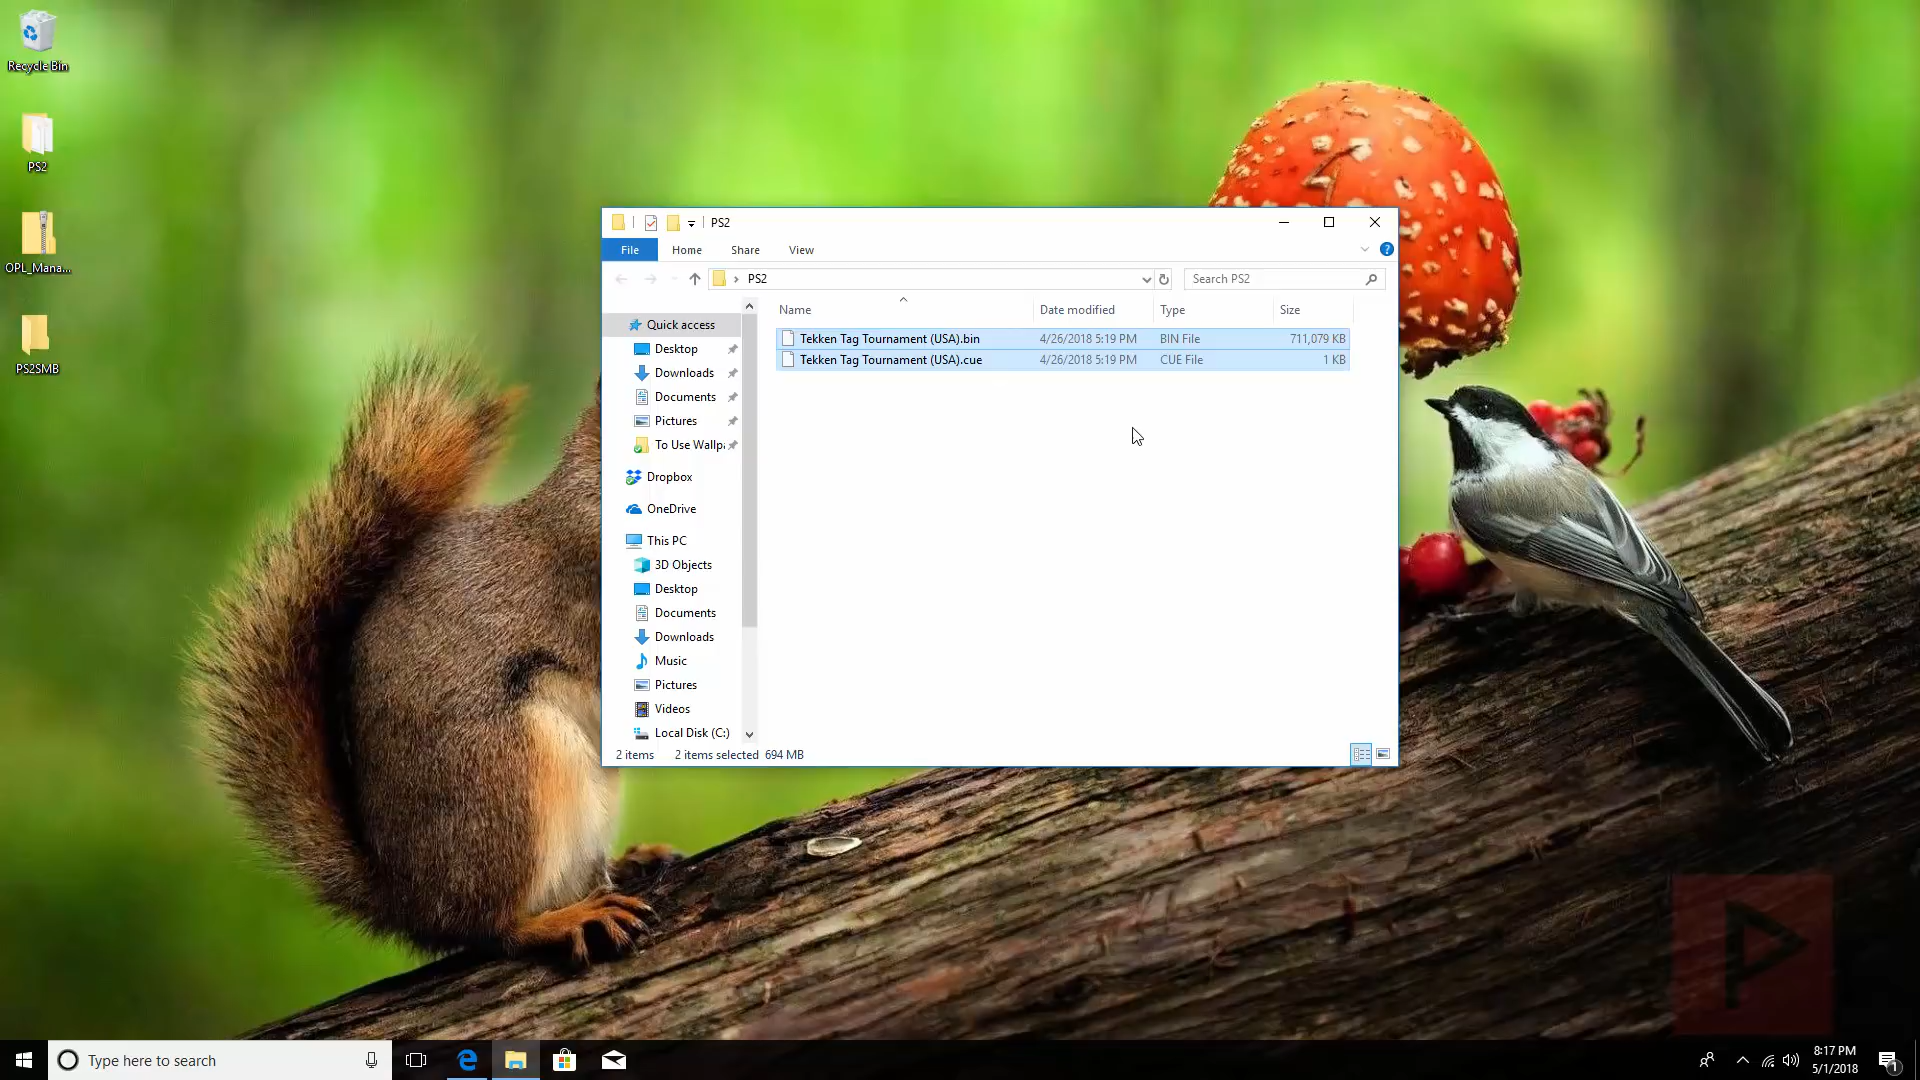 Recycle Bin
PS2
OPL_Mana...
PS2SMB
PS2
File Home Share View
PS2
Search PS2
Name Date modified Type Size
Tekken Tag Tournament (USA).bin 4/26/2018 5:19 PM BIN File 711,079 KB
Tekken Tag Tournament (USA).cue 4/26/2018 5:19 PM CUE File 1 KB
Quick access
Desktop
Downloads
Documents
Pictures
To Use Wallp
Dropbox
OneDrive
This PC
3D Objects
Desktop
Documents
Downloads
Music
Pictures
Videos
Local Disk (C:)
2 items 2 items selected 694 MB
Type here to search
8:17 PM
5/1/2018
1